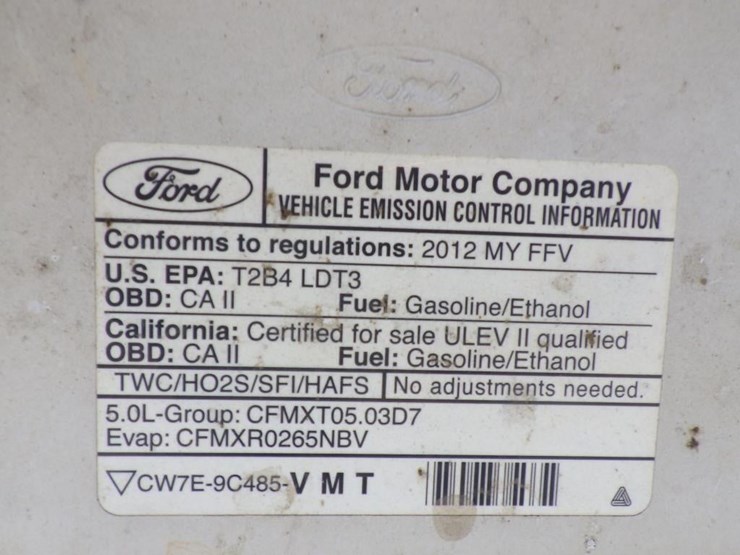 Ford
Ford
Ford Motor Company
VEHICLE EMISSION CONTROL INFORMATION
Conforms to regulations: 2012 MY FFV
U.S. EPA: T2B4 LDT3
OBD: CA II Fuel: Gasoline/Ethanol
California: Certified for sale ULEV II qualified
OBD: CA II Fuel: Gasoline/Ethanol
TWC/HO2S/SFI/HAFS No adjustments needed.
5.0L-Group: CFMXT05.03D7
Evap: CFMXR0265NBV
CW7E-9C485-V M T